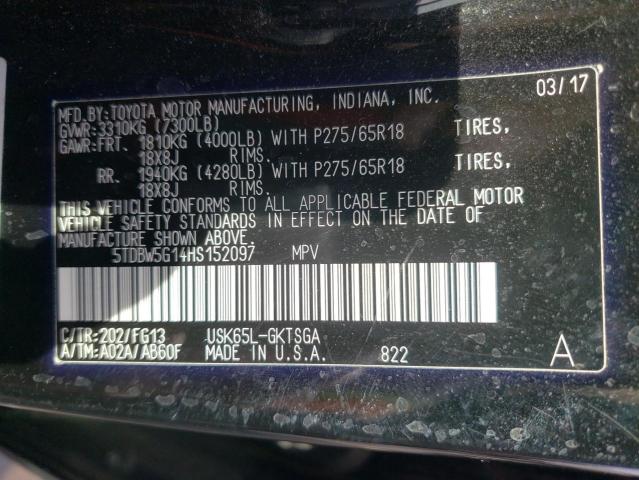 MFD.BY:TOYOTA MOTOR MANUFACTURING, INDIANA, INC. 03/17
GVWR:3310KG (7300LB)
GAWR:FRT. 1810KG (4000LB) WITH P275/65R18 TIRES,
18X8J RIMS.
RR. 1940KG (4280LB) WITH P275/65R18 TIRES,
18X8J RIMS.
THIS VEHICLE CONFORMS TO ALL APPLICABLE FEDERAL MOTOR
VEHICLE SAFETY STANDARDS IN EFFECT ON THE DATE OF
MANUFACTURE SHOWN ABOVE.
5TDBW5G14HS152097 MPV
C/TR:202/FG13 USK65L-GKTSGA
A/TM:A02A/AB60F MADE IN U.S.A. 822 A